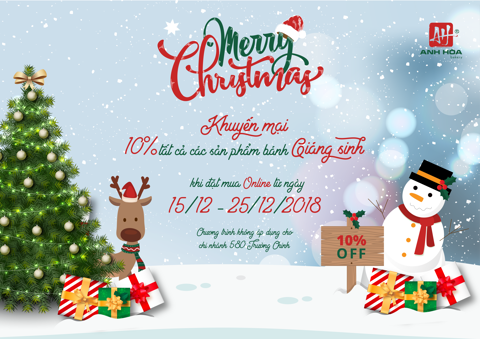 Merry
Christmas
AH
ANH HOA
BAKERY
Khuyến mại
10% tất cả các sản phẩm bánh Giáng sinh
khi đặt mua Online từ ngày
15/12 - 25/12/2018
Chương trình không áp dụng cho
chi nhánh 580 Trường Chinh
10%
OFF